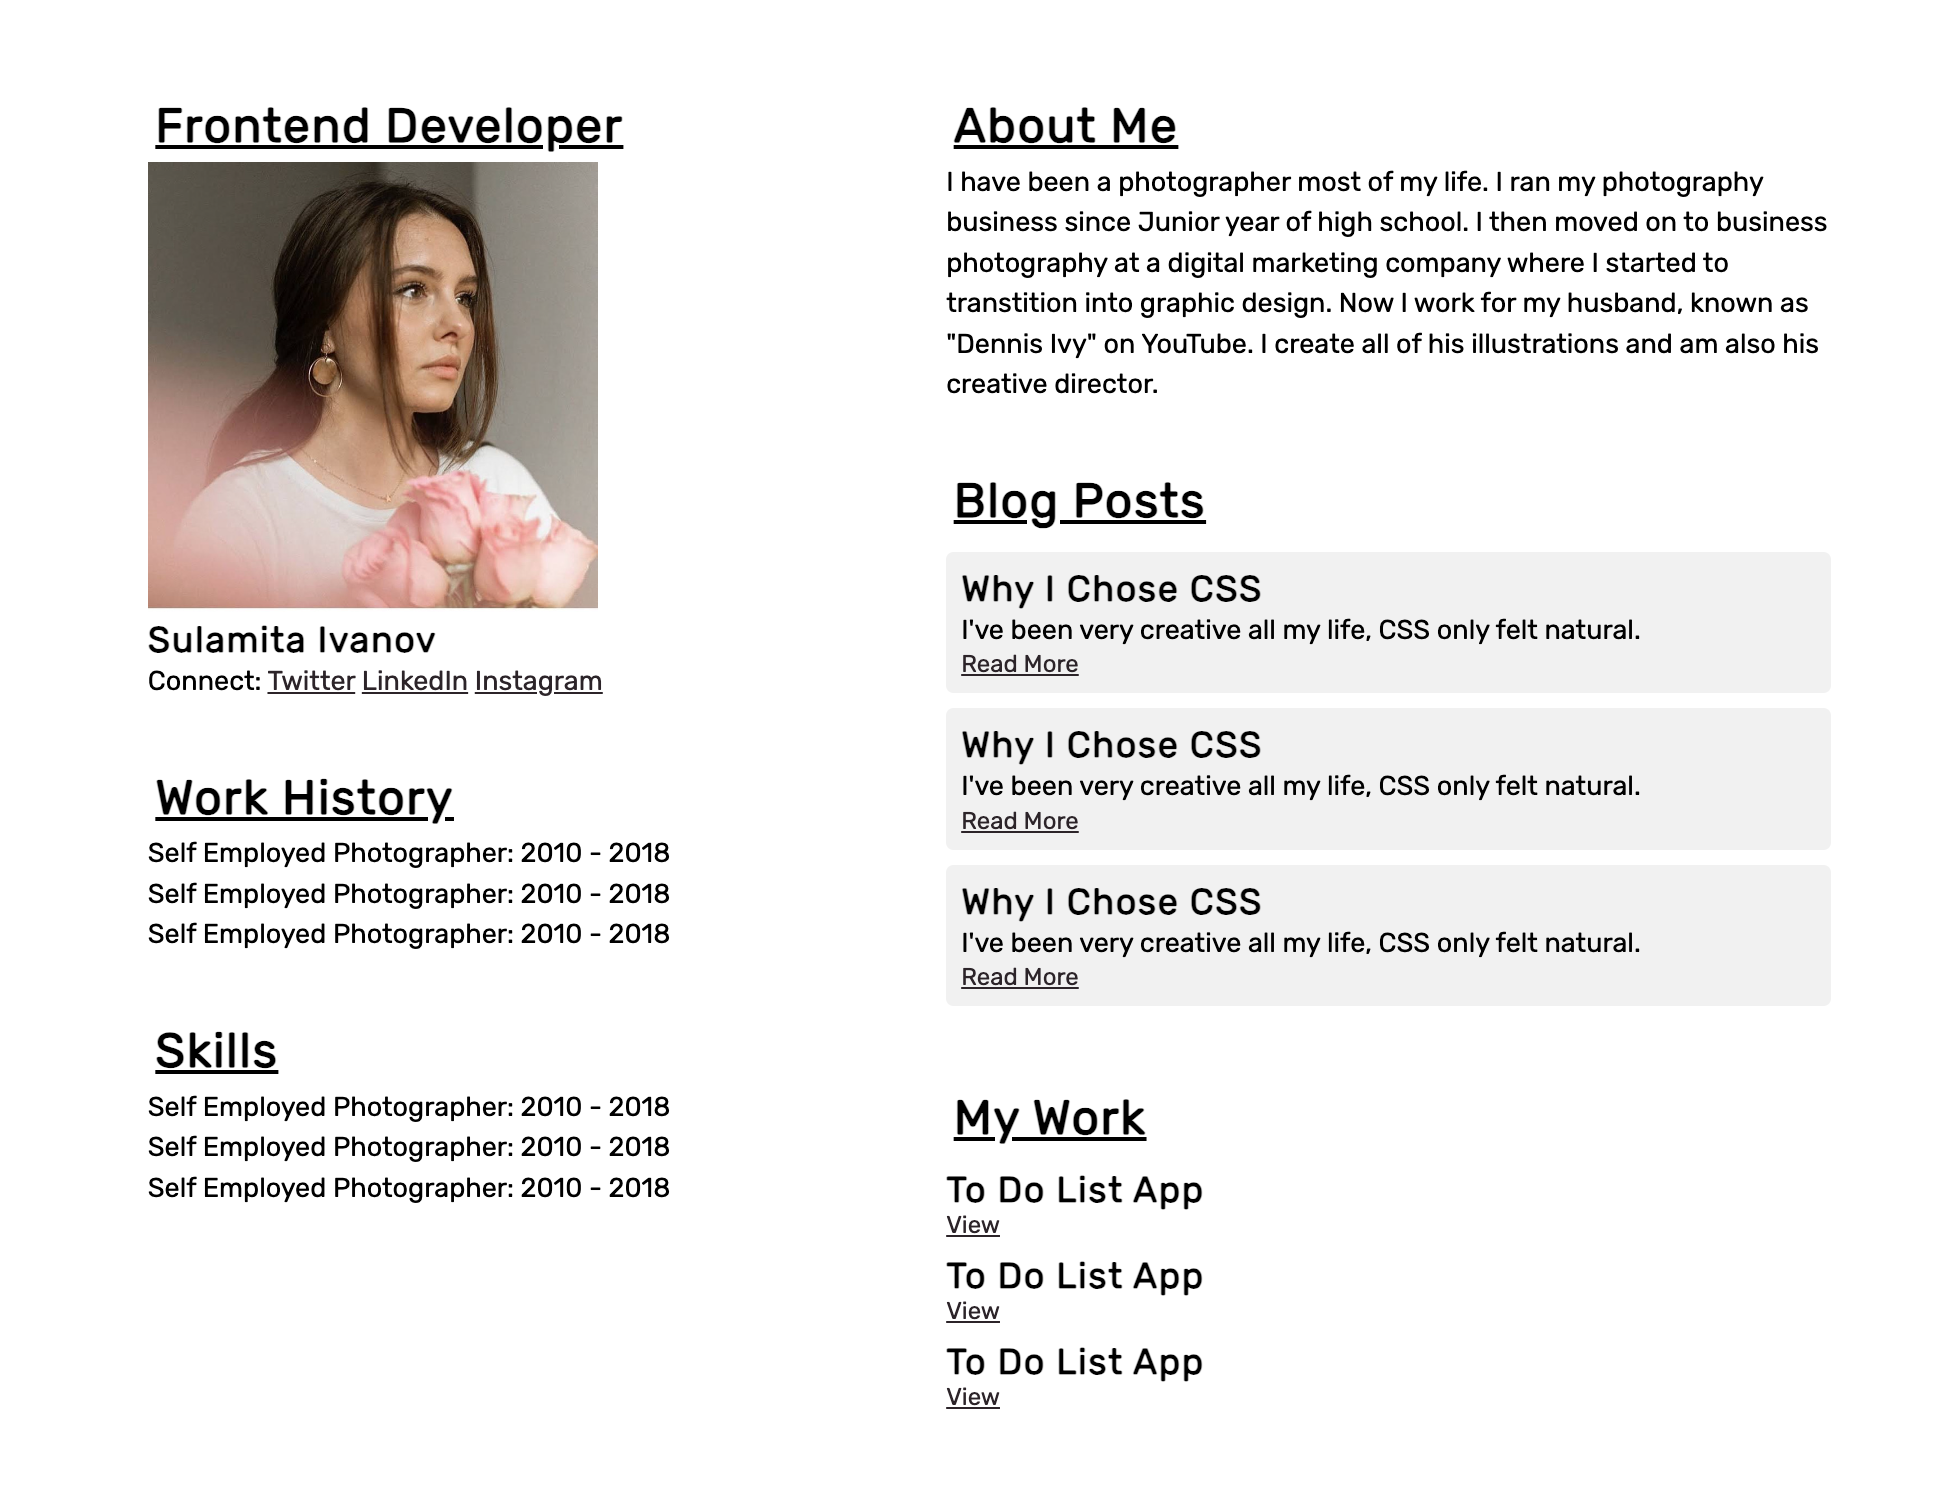 Frontend Developer
Sulamita Ivanov
Connect: Twitter LinkedIn Instagram
Work History
Self Employed Photographer: 2010 - 2018
Self Employed Photographer: 2010 - 2018
Self Employed Photographer: 2010 - 2018
Skills
Self Employed Photographer: 2010 - 2018
Self Employed Photographer: 2010 - 2018
Self Employed Photographer: 2010 - 2018
About Me
I have been a photographer most of my life. I ran my photography
business since Junior year of high school. I then moved on to business
photography at a digital marketing company where I started to
transtition into graphic design. Now I work for my husband, known as
"Dennis Ivy" on YouTube. I create all of his illustrations and am also his
creative director.
Blog Posts
Why I Chose CSS
I've been very creative all my life, CSS only felt natural.
Read More
Why I Chose CSS
I've been very creative all my life, CSS only felt natural.
Read More
Why I Chose CSS
I've been very creative all my life, CSS only felt natural.
Read More
My Work
To Do List App
View
To Do List App
View
To Do List App
View